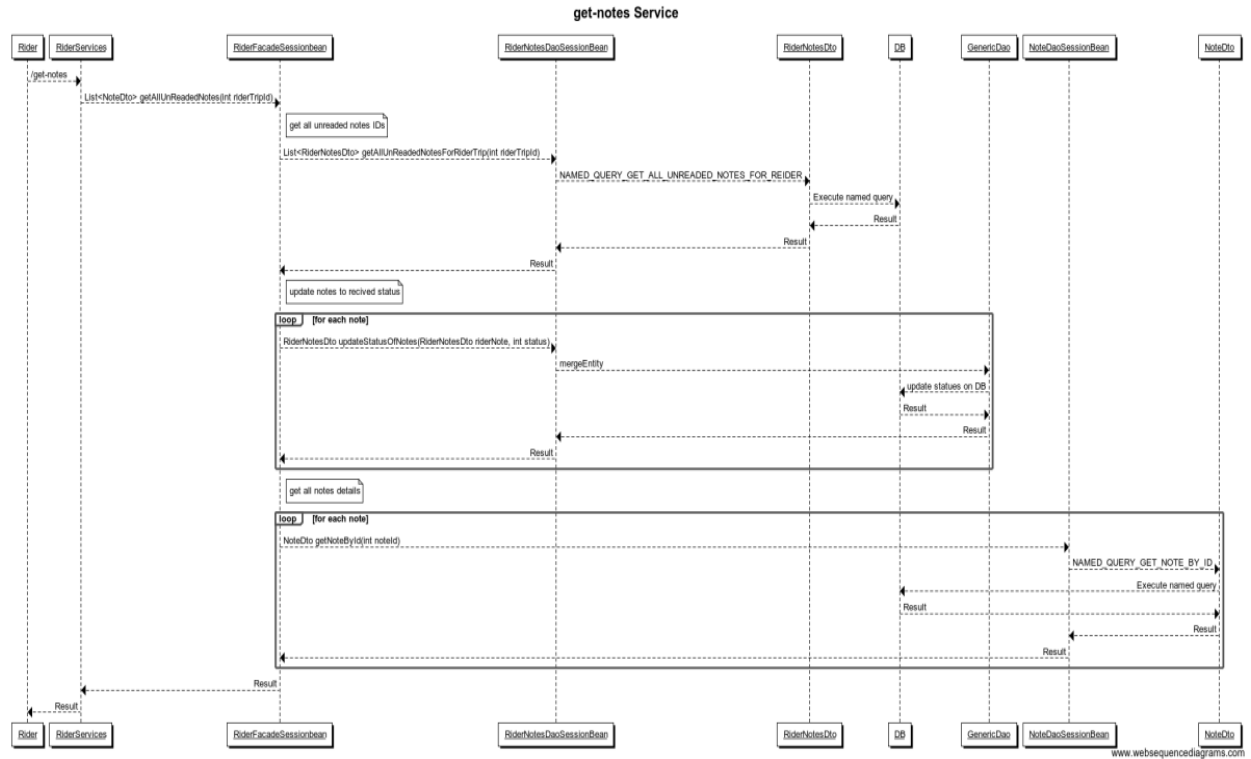 get-notes Service
Rider RiderServices RiderFacadeSessionbean RiderNotesDaoSessionBean RiderNotesDto DB GenericDao NoteDaoSessionBean NoteDto
/get-notes
List<NoteDto> getAllUnReadedNotes(int riderTripId)
get all unreaded notes IDs
List<RiderNotesDto> getAllUnReadedNotesForRiderTrip(int riderTripId)
NAMED_QUERY_GET_ALL_UNREADED_NOTES_FOR_REIDER
Execute named query
Result
Result
Result
update notes to recived status
loop [for each note]
RiderNotesDto updateStatusOfNotes(RiderNotesDto riderNote, int status)
mergeEntity
update statues on DB
Result
Result
Result
get all notes details
loop [for each note]
NoteDto getNoteById(int noteId)
NAMED_QUERY_GET_NOTE_BY_ID
Execute named query
Result
Result
Result
Result
Result
Rider RiderServices RiderFacadeSessionbean RiderNotesDaoSessionBean RiderNotesDto DB GenericDao NoteDaoSessionBean NoteDto
www.websequencediagrams.com